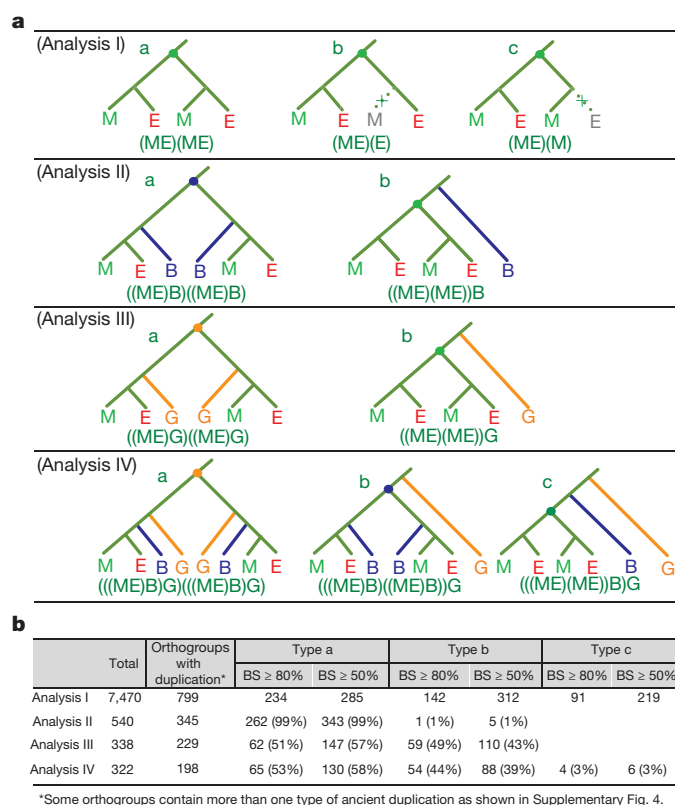 a
(Analysis I)
a b c
M E M E M E M E M E M E
(ME)(ME) (ME)(E) (ME)(M)
(Analysis II)
a b
M E B B M E M E M E B
((ME)B)((ME)B) ((ME)(ME))B
(Analysis III)
a b
M E G G M E M E M E G
((ME)G)((ME)G) ((ME)(ME))G
(Analysis IV)
a b c
M E B G G B M E M E B B M E G M E M E B G
(((ME)B)G)(((ME)B)G) (((ME)B)((ME)B))G (((ME)(ME))B)G
b
Total Orthogroups with duplication* Type a Type b Type c
BS ≥ 80% BS ≥ 50% BS ≥ 80% BS ≥ 50% BS ≥ 80% BS ≥ 50%
Analysis I 7,470 799 234 285 142 312 91 219
Analysis II 540 345 262 (99%) 343 (99%) 1 (1%) 5 (1%)
Analysis III 338 229 62 (51%) 147 (57%) 59 (49%) 110 (43%)
Analysis IV 322 198 65 (53%) 130 (58%) 54 (44%) 88 (39%) 4 (3%) 6 (3%)
*Some orthogroups contain more than one type of ancient duplication as shown in Supplementary Fig. 4.